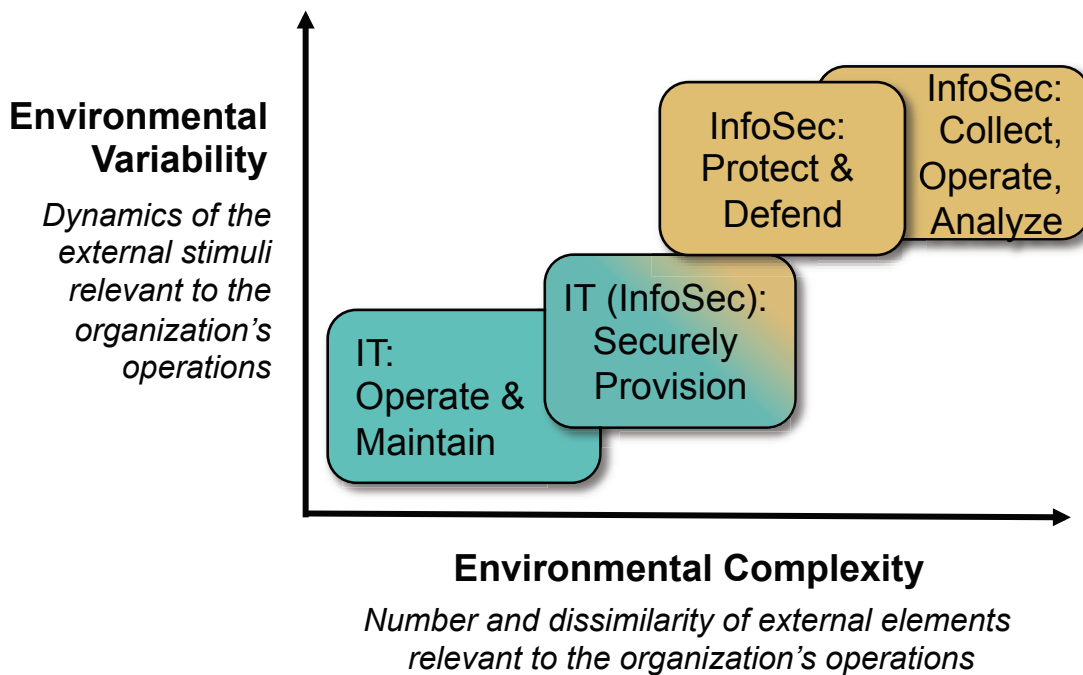 Environmental
Variability
Dynamics of the
external stimuli
relevant to the
organization's
operations
InfoSec:
Protect &
Defend
InfoSec:
Collect,
Operate,
Analyze
IT (InfoSec):
Securely
Provision
IT:
Operate &
Maintain
Environmental Complexity
Number and dissimilarity of external elements
relevant to the organization's operations